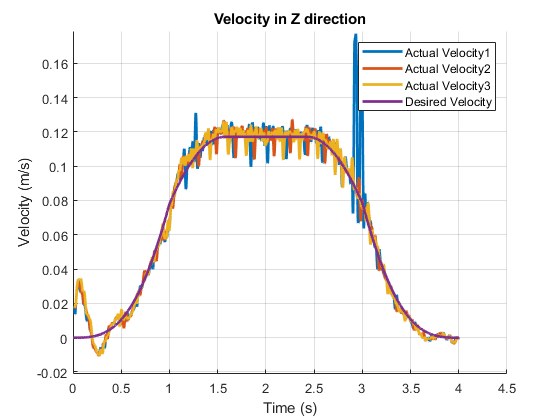 Velocity in Z direction
Actual Velocity1
Actual Velocity2
Actual Velocity3
Desired Velocity
Velocity (m/s)
0.16
0.14
0.12
0.1
0.08
0.06
0.04
0.02
0
-0.02
0 0.5 1 1.5 2 2.5 3 3.5 4 4.5
Time (s)